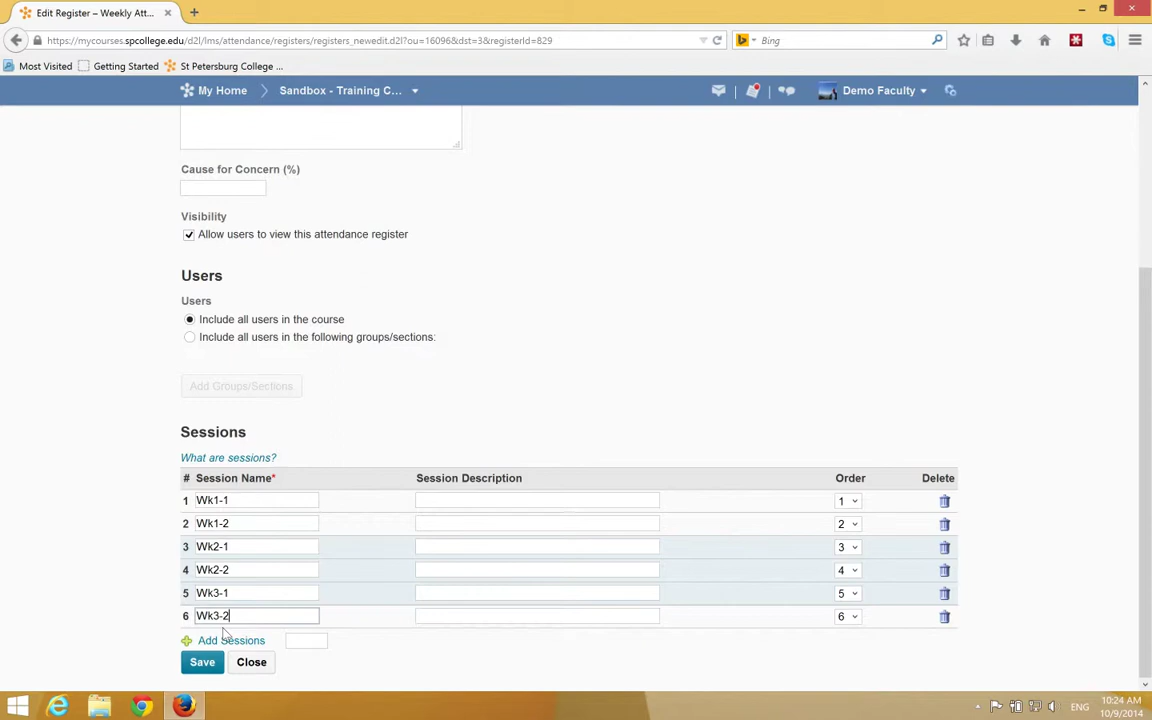 Edit Register – Weekly Att...
https://mycourses.spcollege.edu/d2l/lms/attendance/registers/registers_newedit.d2l?ou=16096&dst=3&registerId=829
Bing
Most Visited
Getting Started
St Petersburg College ...
My Home
Sandbox - Training C...
Demo Faculty
Cause for Concern (%)
Visibility
Allow users to view this attendance register
Users
Users
Include all users in the course
Include all users in the following groups/sections:
Add Groups/Sections
Sessions
What are sessions?
# Session Name* Session Description Order Delete
1 Wk1-1 1
2 Wk1-2 2
3 Wk2-1 3
4 Wk2-2 4
5 Wk3-1 5
6 Wk3-2 6
Add Sessions
Save Close
ENG
10:24 AM
10/9/2014